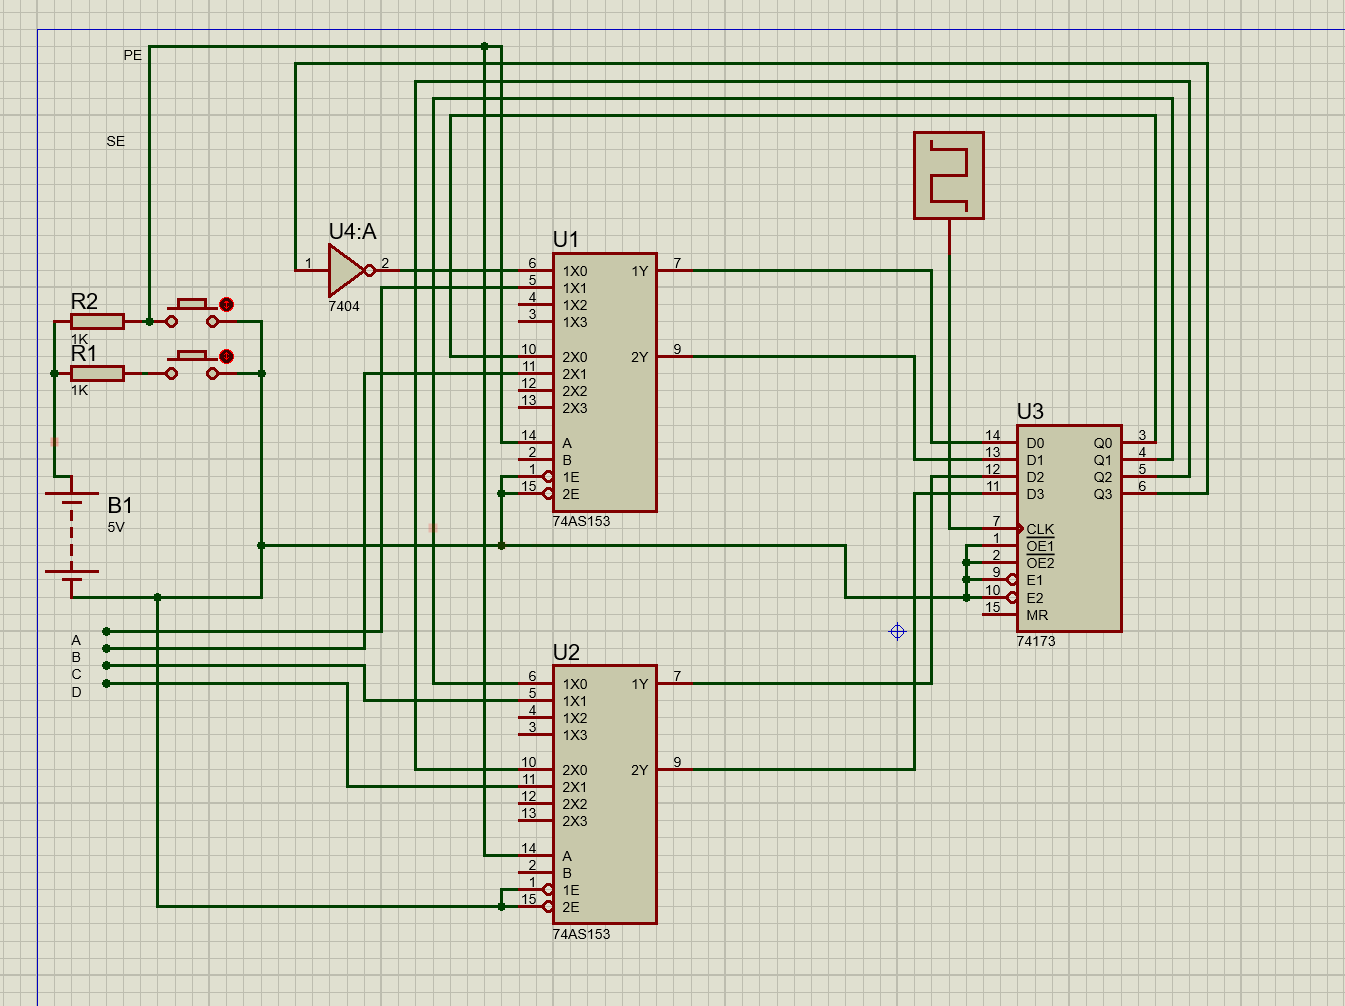 PE
SE
U4:A
1
2
7404
R2
1K
R1
1K
B1
5V
A
B
C
D
U1
6 1X0 1Y 7
5 1X1
4 1X2
3 1X3
10 2X0 2Y 9
11 2X1
12 2X2
13 2X3
14 A
2 B
1 1E
15 2E
74AS153
U3
14 D0 Q0 3
13 D1 Q1 4
12 D2 Q2 5
11 D3 Q3 6
7 CLK
1 OE1
2 OE2
9 E1
10 E2
15 MR
74173
U2
6 1X0 1Y 7
5 1X1
4 1X2
3 1X3
10 2X0 2Y 9
11 2X1
12 2X2
13 2X3
14 A
2 B
1 1E
15 2E
74AS153